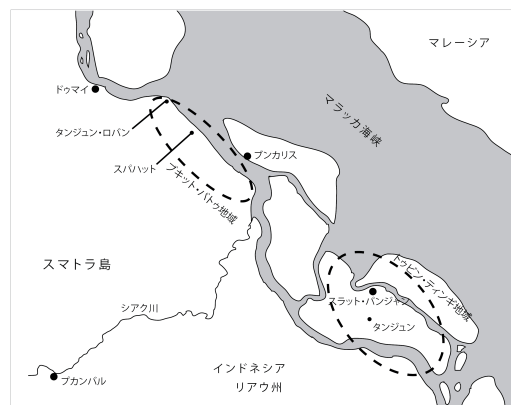 マレーシア
マラッカ海峡
ドゥマイ
タンジュン・ロバン
スパハット
ブンカリス
ブキット・バトゥ地域
スマトラ島
トゥビン・ティンギ地域
スラット・パンジャン
タンジュン
シアク川
プカンバル
インドネシア
リアウ州